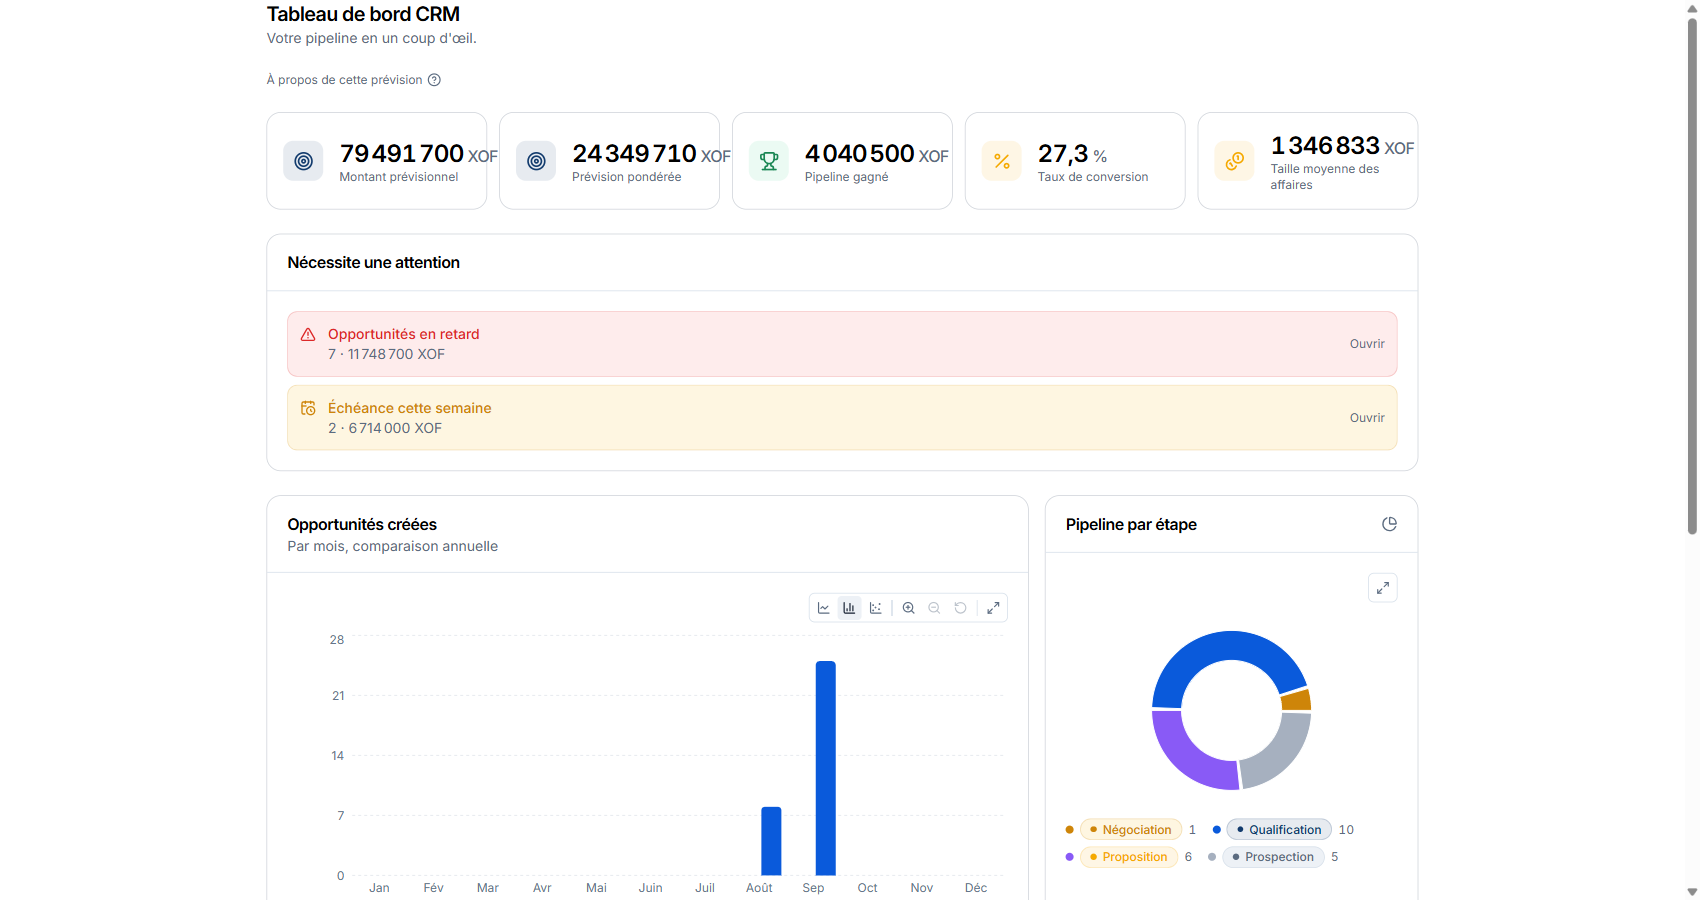 Tableau de bord CRM
Votre pipeline en un coup d'œil.
À propos de cette prévision
79 491 700 XOF
Montant prévisionnel
24 349 710 XOF
Prévision pondérée
4 040 500 XOF
Pipeline gagné
27,3 %
Taux de conversion
1 346 833 XOF
Taille moyenne des
affaires
Nécessite une attention
Opportunités en retard
7 · 11 748 700 XOF
Ouvrir
Échéance cette semaine
2 · 6 714 000 XOF
Ouvrir
Opportunités créées
Par mois, comparaison annuelle
28
21
14
7
0
Jan Fév Mar Avr Mai Juin Juil Août Sep Oct Nov Déc
Pipeline par étape
Négociation 1 Qualification 10
Proposition 6 Prospection 5